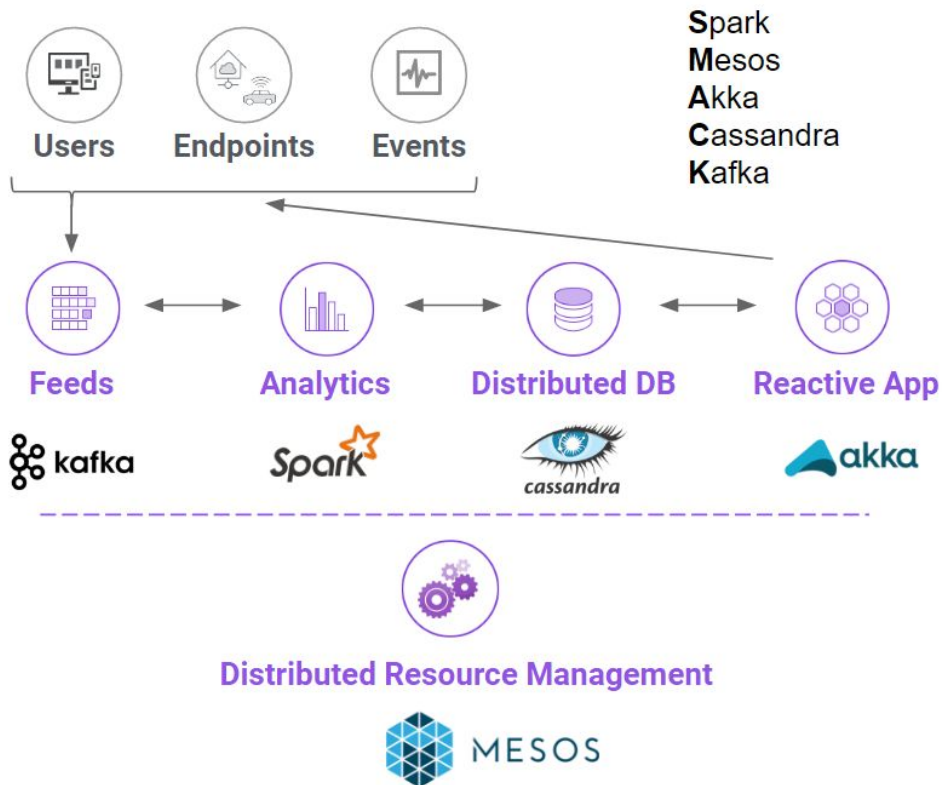 Spark
Mesos
Akka
Cassandra
Kafka
Users
Endpoints
Events
Feeds
Analytics
Distributed DB
Reactive App
kafka
Spark
cassandra
akka
Distributed Resource Management
MESOS